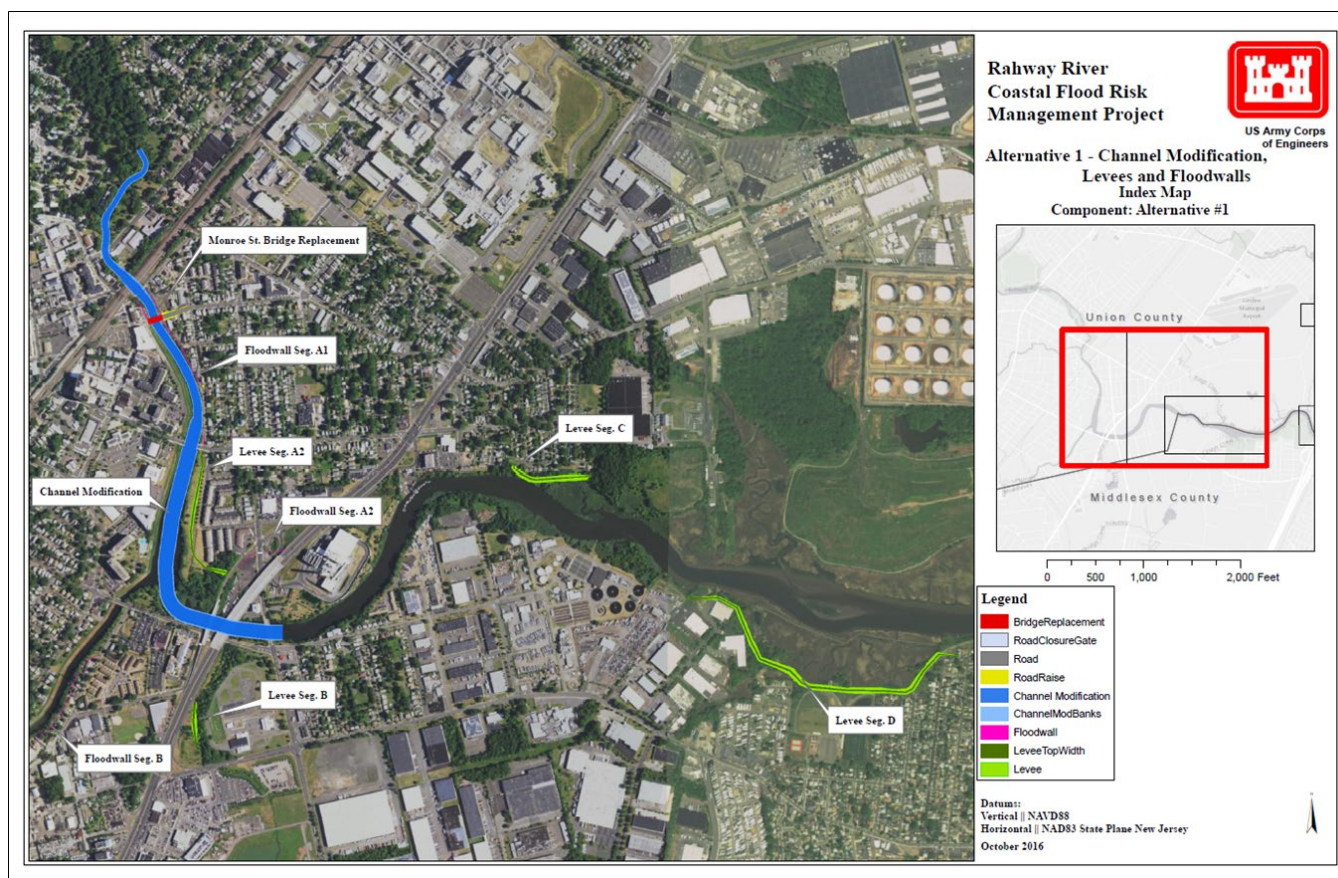 Rahway River
Coastal Flood Risk
Management Project
US Army Corps
of Engineers
Alternative 1 - Channel Modification,
Levees and Floodwalls
Index Map
Component: Alternative #1
Monroe St. Bridge Replacement
Floodwall Seg. A1
Levee Seg. A2
Channel Modification
Floodwall Seg. A2
Levee Seg. C
Levee Seg. B
Floodwall Seg. B
Levee Seg. D
Union County
Middlesex County
0 500 1,000 2,000 Feet
Legend
BridgeReplacement
RoadClosureGate
Road
RoadRaise
Channel Modification
ChannelModBanks
Floodwall
LeveeTopWidth
Levee
Datums:
Vertical || NAVD88
Horizontal || NAD83 State Plane New Jersey
October 2016